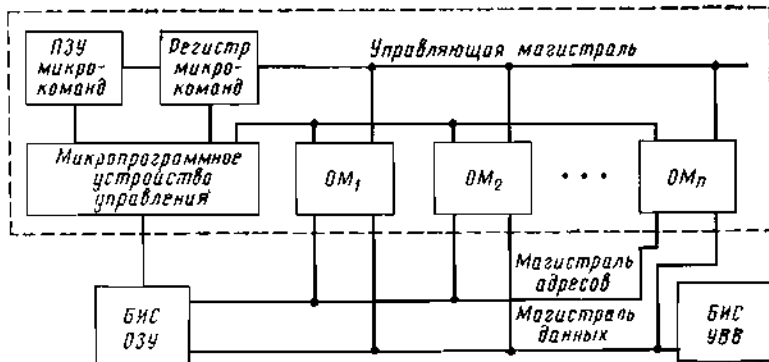 ПЗУ
микро-
команд
Регистр
микро-
команд
Управляющая магистраль
Микропрограммное
устройство
управления
ОМ₁
ОМ₂
• • •
ОМₙ
Магистраль
адресов
БИС
ОЗУ
Магистраль
данных
БИС
УВВ